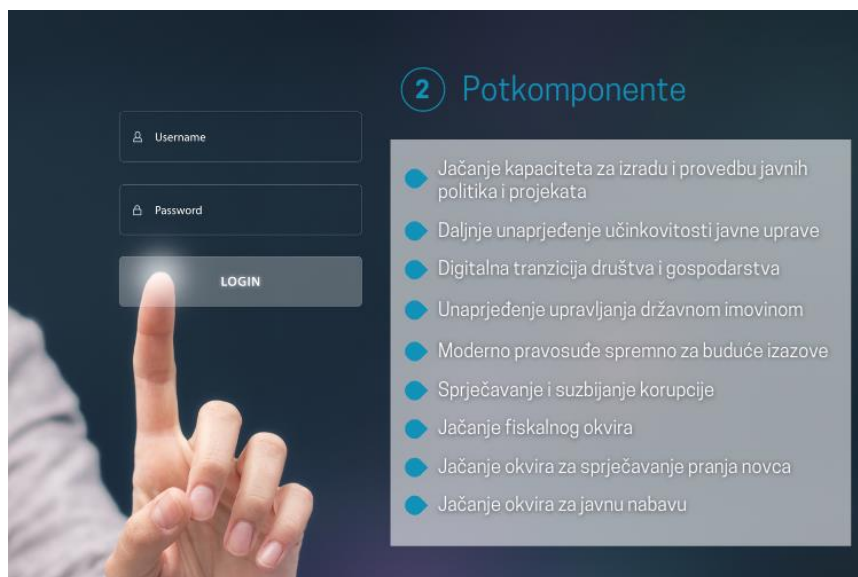 Username
Password
LOGIN
2 Potkomponente
Jačanje kapaciteta za izradu i provedbu javnih
politika i projekata
Daljnje unaprjeđenje učinkovitosti javne uprave
Digitalna tranzicija društva i gospodarstva
Unaprjeđenje upravljanja državnom imovinom
Moderno pravosuđe spremno za buduće izazove
Sprječavanje i suzbijanje korupcije
Jačanje fiskalnog okvira
Jačanje okvira za sprječavanje pranja novca
Jačanje okvira za javnu nabavu